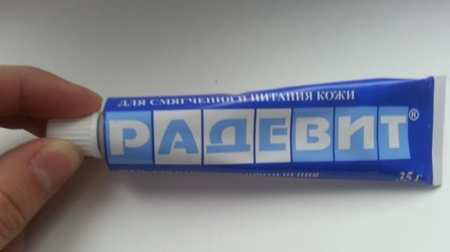 ДЛЯ СМЯГЧЕНИЯ И ПИТАНИЯ КОЖИ
РАДЕВИТ®
35 г